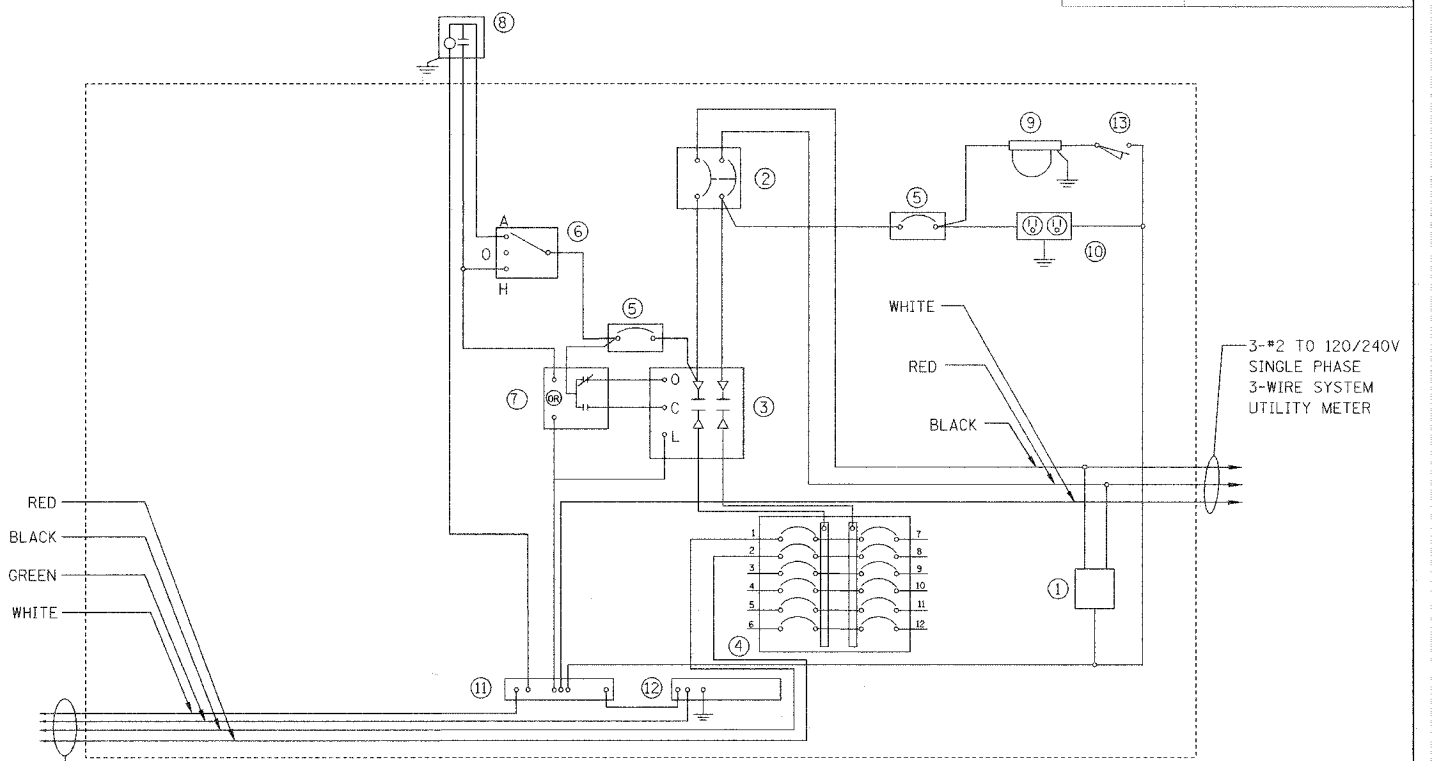 8
9
13
2
5
A
6
O
10
H
5
WHITE
3-#2 TO 120/240V
SINGLE PHASE
3-WIRE SYSTEM
UTILITY METER
RED
O
7
OR
C
3
BLACK
L
RED
1 7
BLACK
2 8
3 9
GREEN
4 10
1
5 11
WHITE
6 12
4
11
12